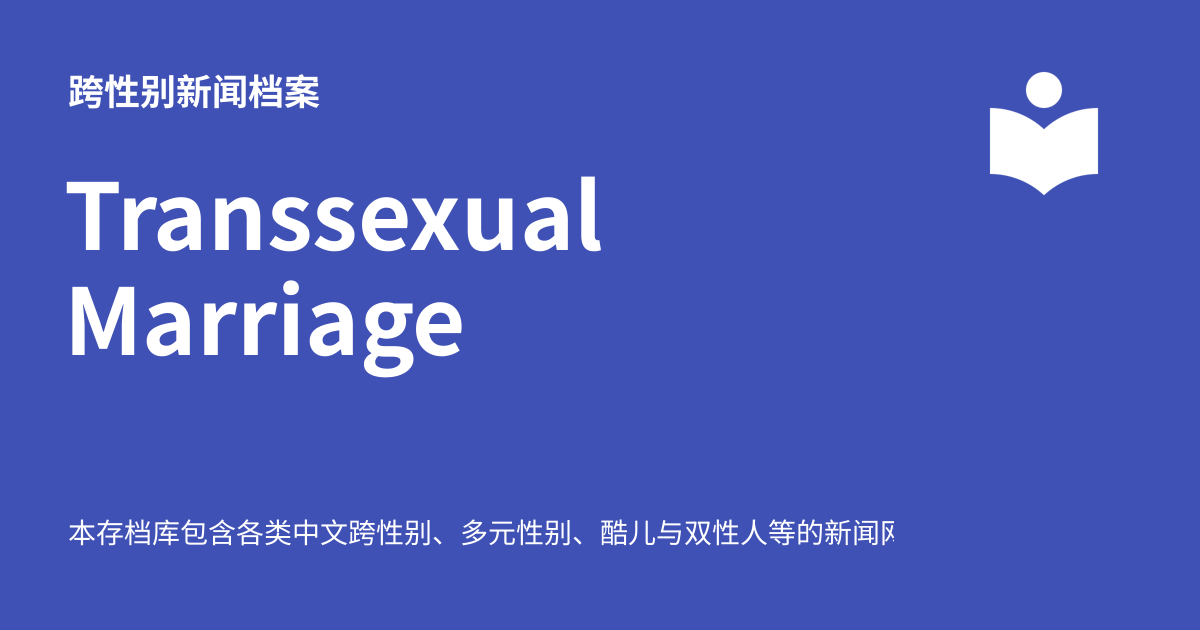 跨性别新闻档案
Transsexual
Marriage
本存档库包含各类中文跨性别、多元性别、酷儿与双性人等的新闻